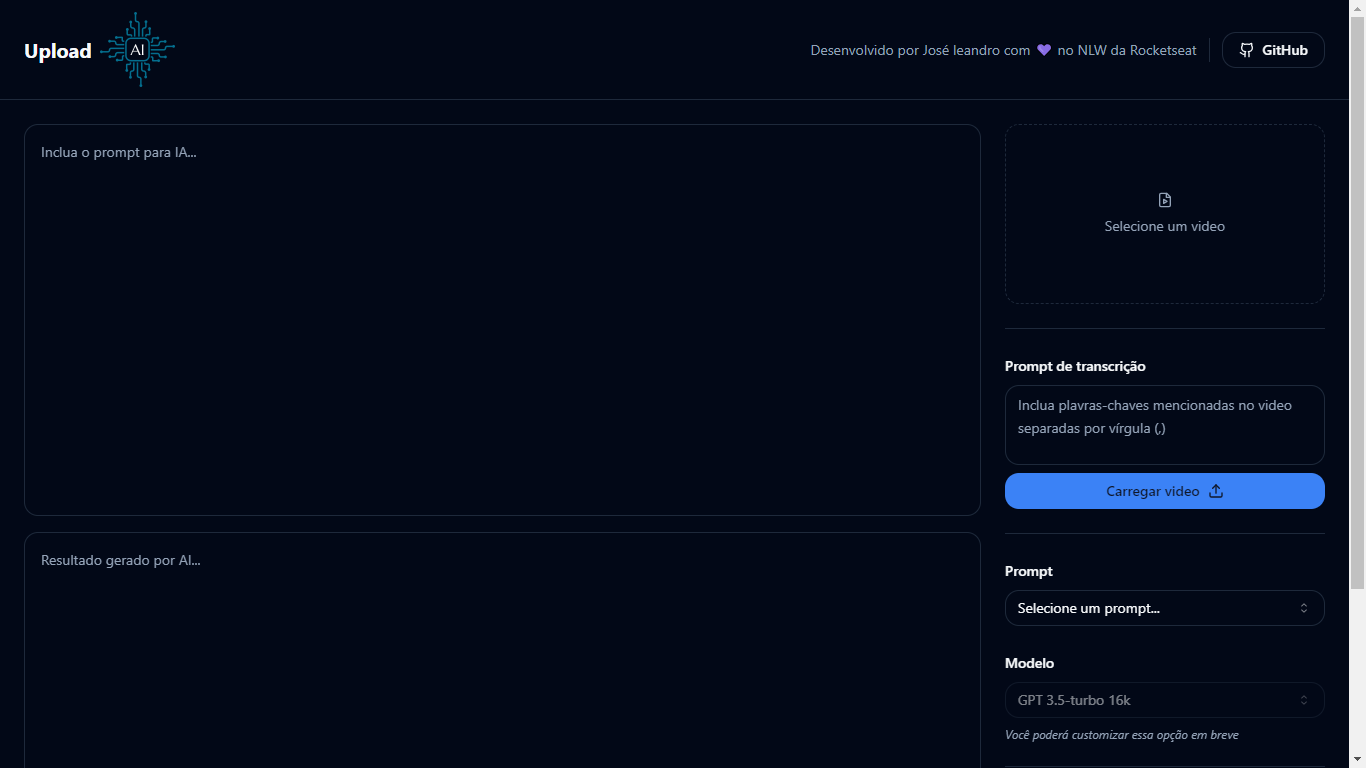 Upload
AI
Desenvolvido por José leandro com 💜 no NLW da Rocketseat
GitHub
Inclua o prompt para IA...
Selecione um video
Prompt de transcrição
Inclua plavras-chaves mencionadas no video
separadas por vírgula (,)
Carregar video
Resultado gerado por AI...
Prompt
Selecione um prompt...
Modelo
GPT 3.5-turbo 16k
Você poderá customizar essa opção em breve